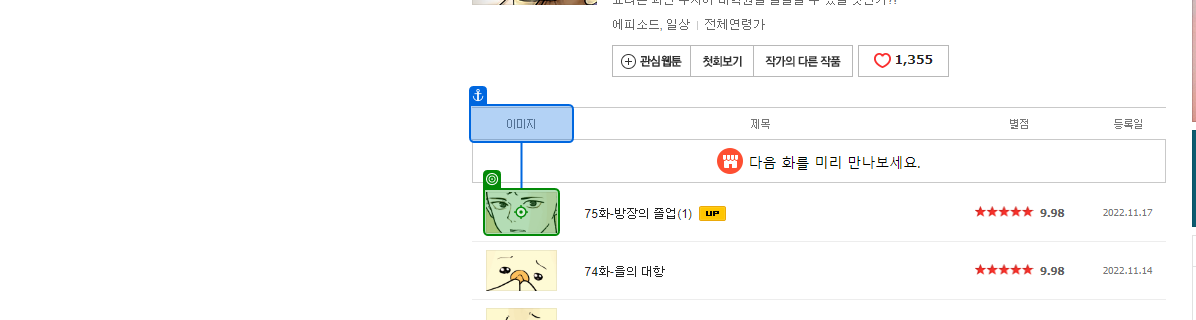 에피소드, 일상 | 전체연령가
관심웹툰 첫회보기 작가의 다른 작품 1,355
이미지 제목 별점 등록일
다음 화를 미리 만나보세요.
75화-방장의 졸업(1) UP ★★★★★ 9.98 2022.11.17
74화-을의 대항 ★★★★★ 9.98 2022.11.14